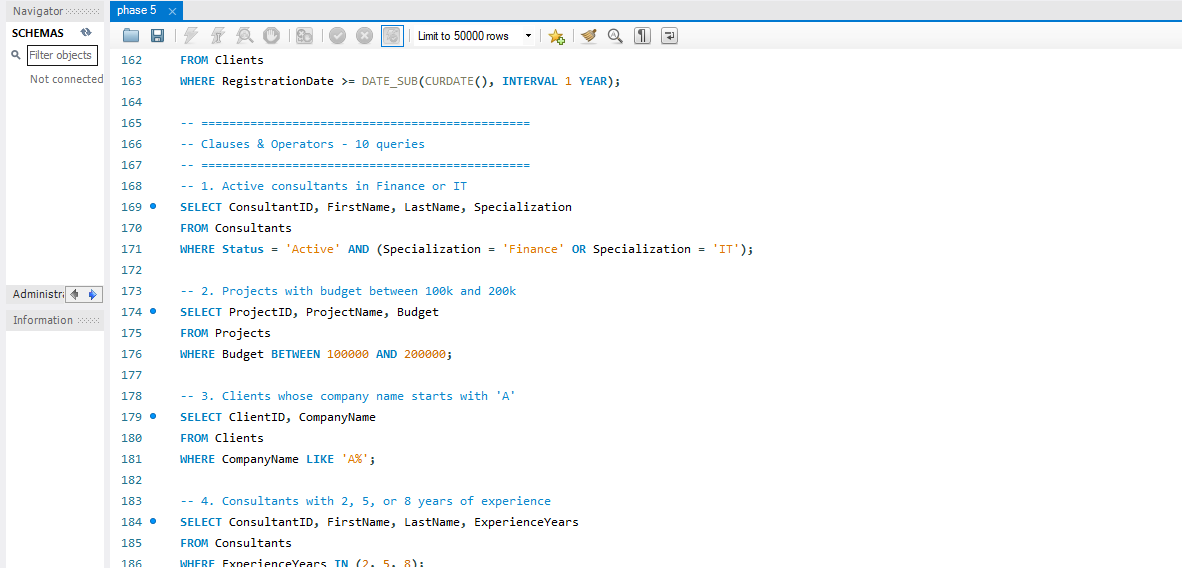 Navigator
phase 5
SCHEMAS
Filter objects
Not connected
Administra
Information
Limit to 50000 rows
162 FROM Clients
163 WHERE RegistrationDate >= DATE_SUB(CURDATE(), INTERVAL 1 YEAR);
164
165 -- ===============================================
166 -- Clauses & Operators - 10 queries
167 -- ===============================================
168 -- 1. Active consultants in Finance or IT
169 SELECT ConsultantID, FirstName, LastName, Specialization
170 FROM Consultants
171 WHERE Status = 'Active' AND (Specialization = 'Finance' OR Specialization = 'IT');
172
173 -- 2. Projects with budget between 100k and 200k
174 SELECT ProjectID, ProjectName, Budget
175 FROM Projects
176 WHERE Budget BETWEEN 100000 AND 200000;
177
178 -- 3. Clients whose company name starts with 'A'
179 SELECT ClientID, CompanyName
180 FROM Clients
181 WHERE CompanyName LIKE 'A%';
182
183 -- 4. Consultants with 2, 5, or 8 years of experience
184 SELECT ConsultantID, FirstName, LastName, ExperienceYears
185 FROM Consultants
186 WHERE ExperienceYears IN (2, 5, 8);